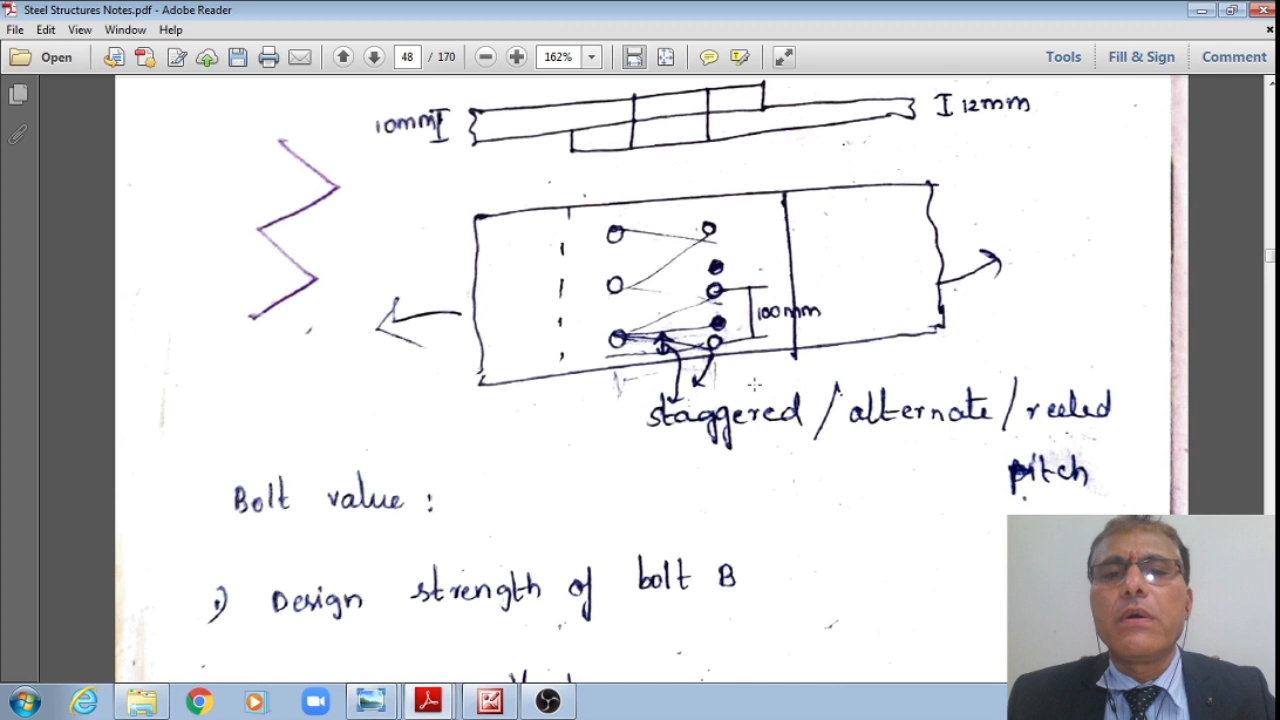 Steel Structures Notes.pdf - Adobe Reader
File Edit View Window Help
Open 48 / 170 162% Tools Fill & Sign Comment
10mm I I 12mm
100mm
staggered / alternate / reeled
pitch
Bolt value :
1) Design strength of bolt B